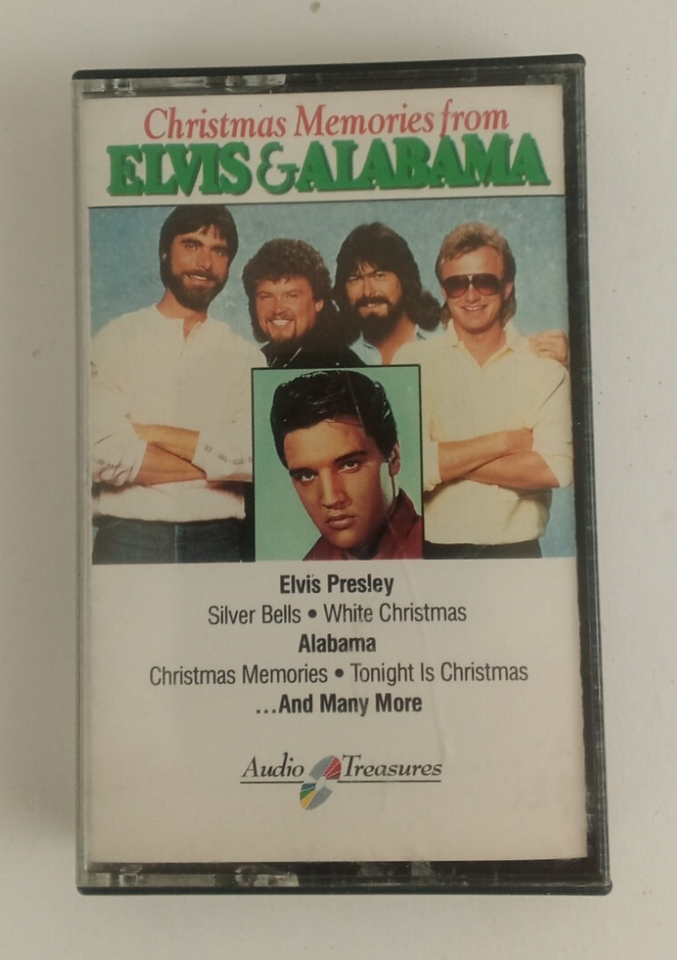 Christmas Memories from
ELVIS & ALABAMA
Elvis Presley
Silver Bells • White Christmas
Alabama
Christmas Memories • Tonight Is Christmas
...And Many More
Audio Treasures